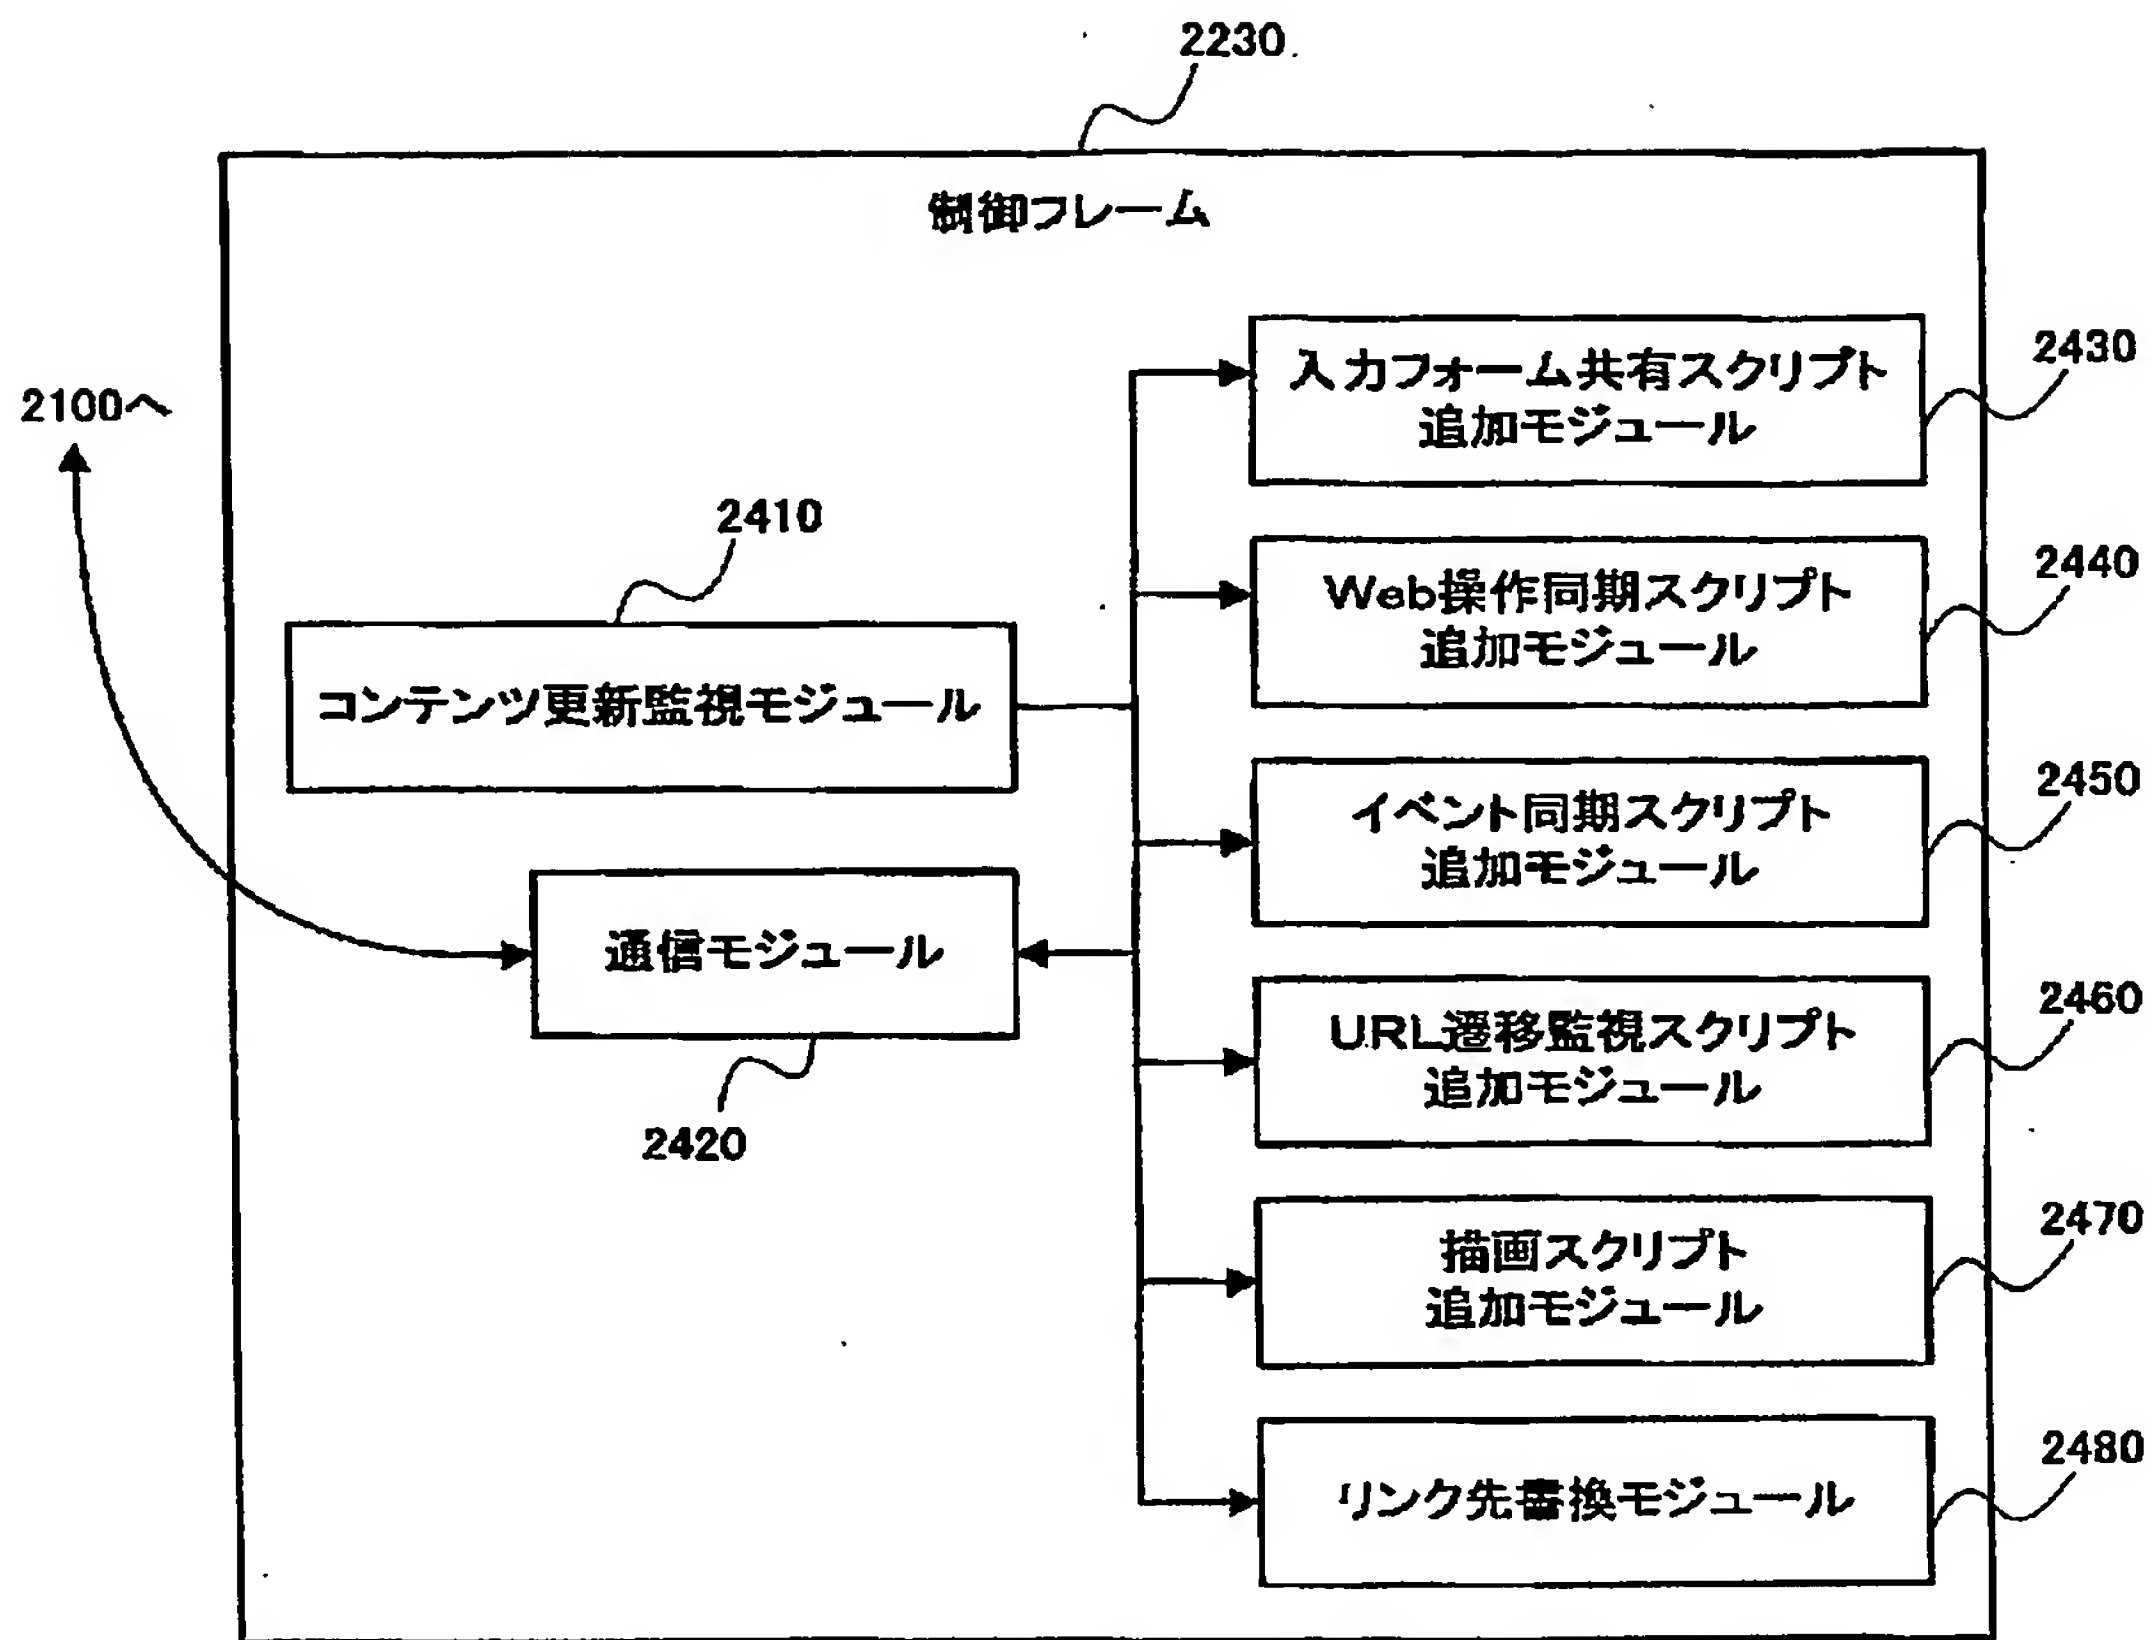 2230
制御フレーム
2100へ
2410
コンテンツ更新監視モジュール
通信モジュール
2420
入力フォーム共有スクリプト
追加モジュール
2430
Web操作同期スクリプト
追加モジュール
2440
イベント同期スクリプト
追加モジュール
2450
URL遷移監視スクリプト
追加モジュール
2460
描画スクリプト
追加モジュール
2470
リンク先書換モジュール
2480